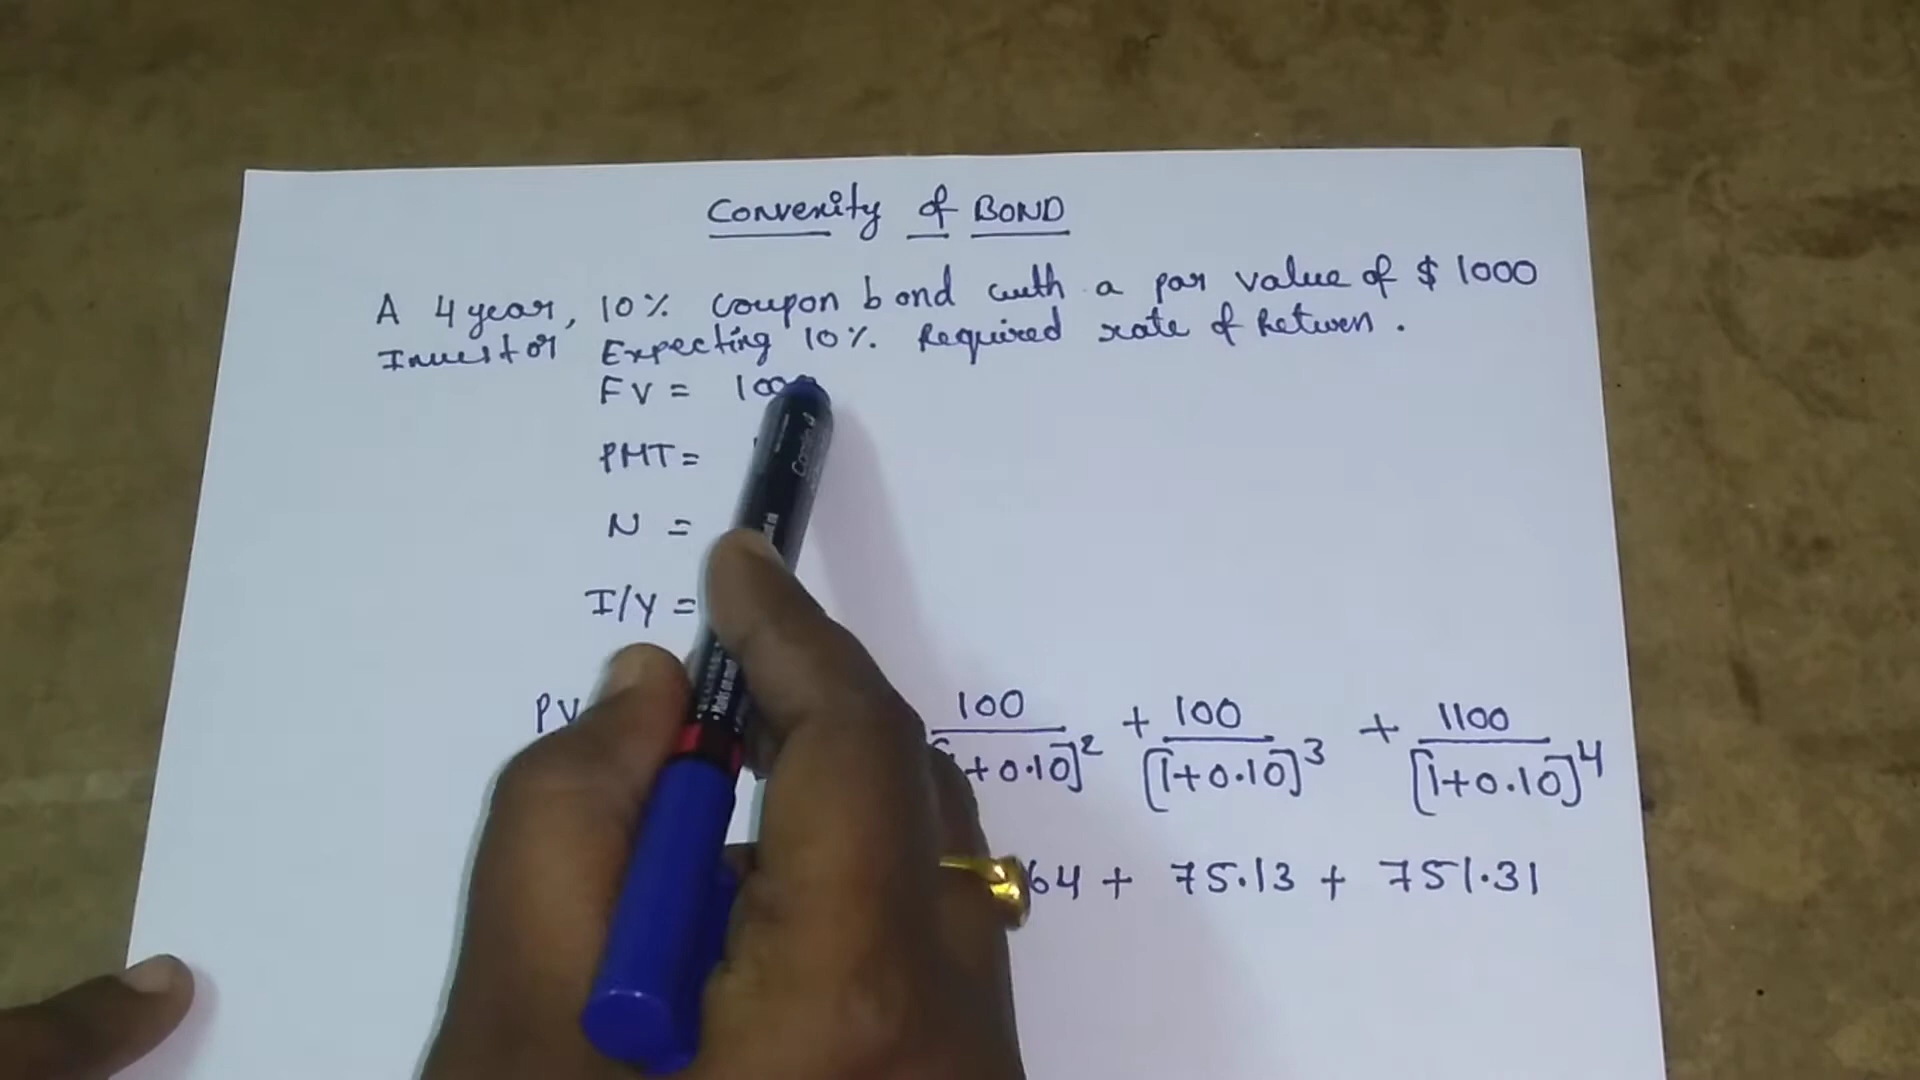 Convexity of BOND
A 4 year, 10% coupon bond with a par value of $ 1000
Investor Expecting 10% Required rate of Return .
FV = 100
PMT =
N =
I/Y =
PV 100 + 100 + 1100
+0.10]² [1+0.10]³ [1+0.10]⁴
64 + 75.13 + 751.31